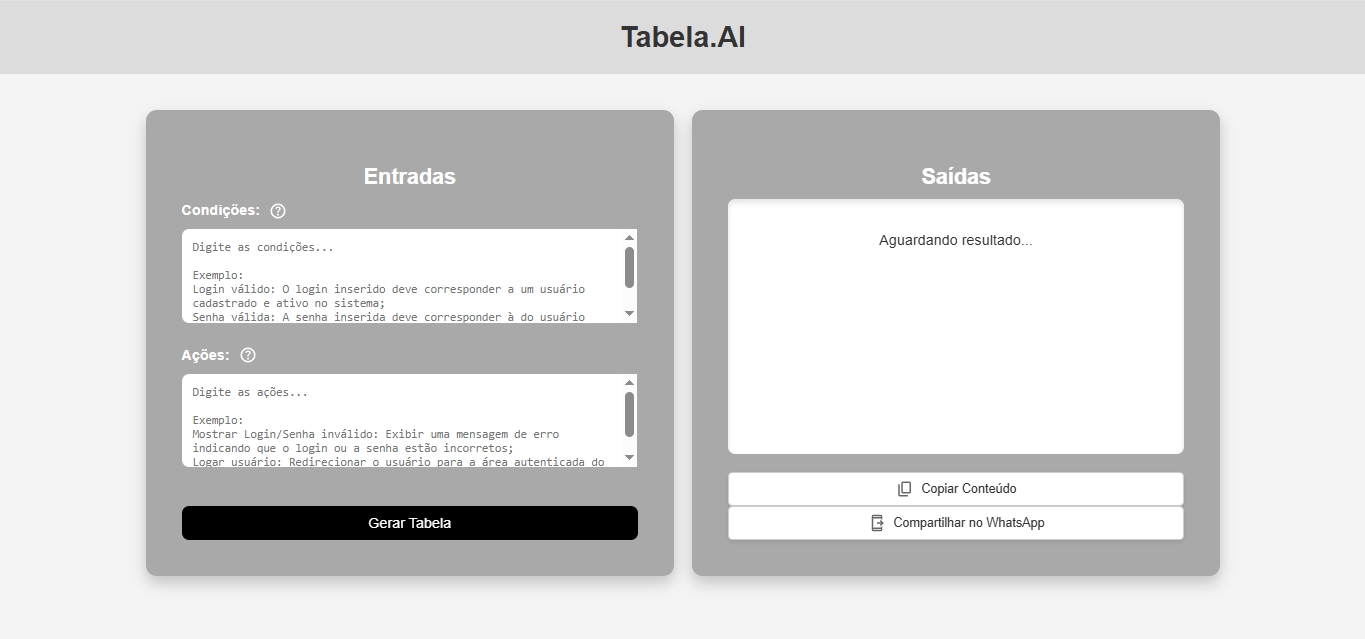 Tabela.AI
Entradas
Condições:
Digite as condições...
Exemplo:
Login válido: O login inserido deve corresponder a um usuário
cadastrado e ativo no sistema;
Senha válida: A senha inserida deve corresponder à do usuário
Ações:
Digite as ações...
Exemplo:
Mostrar Login/Senha inválido: Exibir uma mensagem de erro
indicando que o login ou a senha estão incorretos;
Logar usuário: Redirecionar o usuário para a área autenticada do
Gerar Tabela
Saídas
Aguardando resultado...
Copiar Conteúdo
Compartilhar no WhatsApp